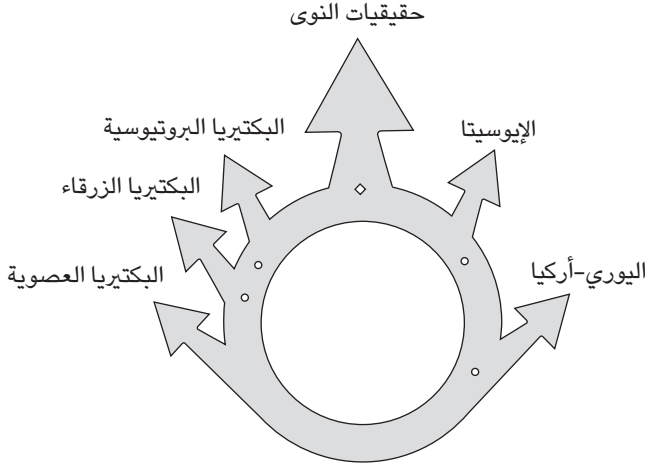 حقيقيات النوى
الإيوسيتا
البكتيريا البروتيوسية
البكتيريا الزرقاء
اليوري-أركيا
البكتيريا العصوية